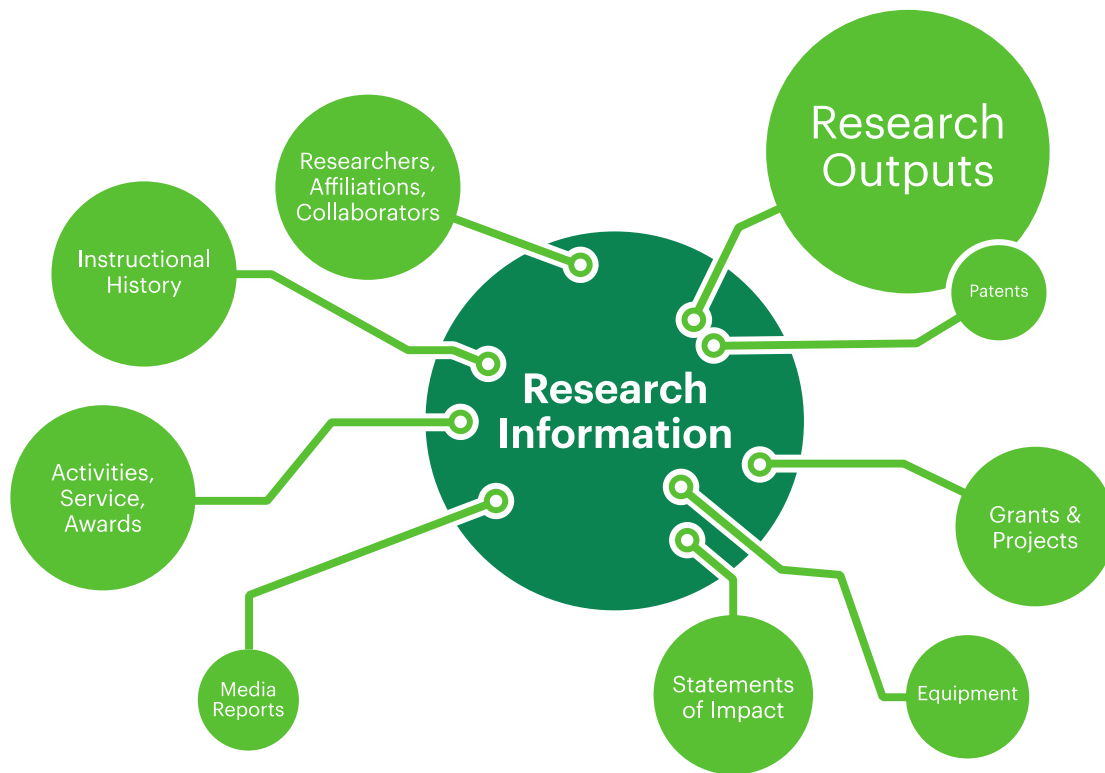 Research
Outputs
Researchers,
Affiliations,
Collaborators
Instructional
History
Patents
Research
Information
Activities,
Service,
Awards
Grants &
Projects
Media
Reports
Statements
of Impact
Equipment